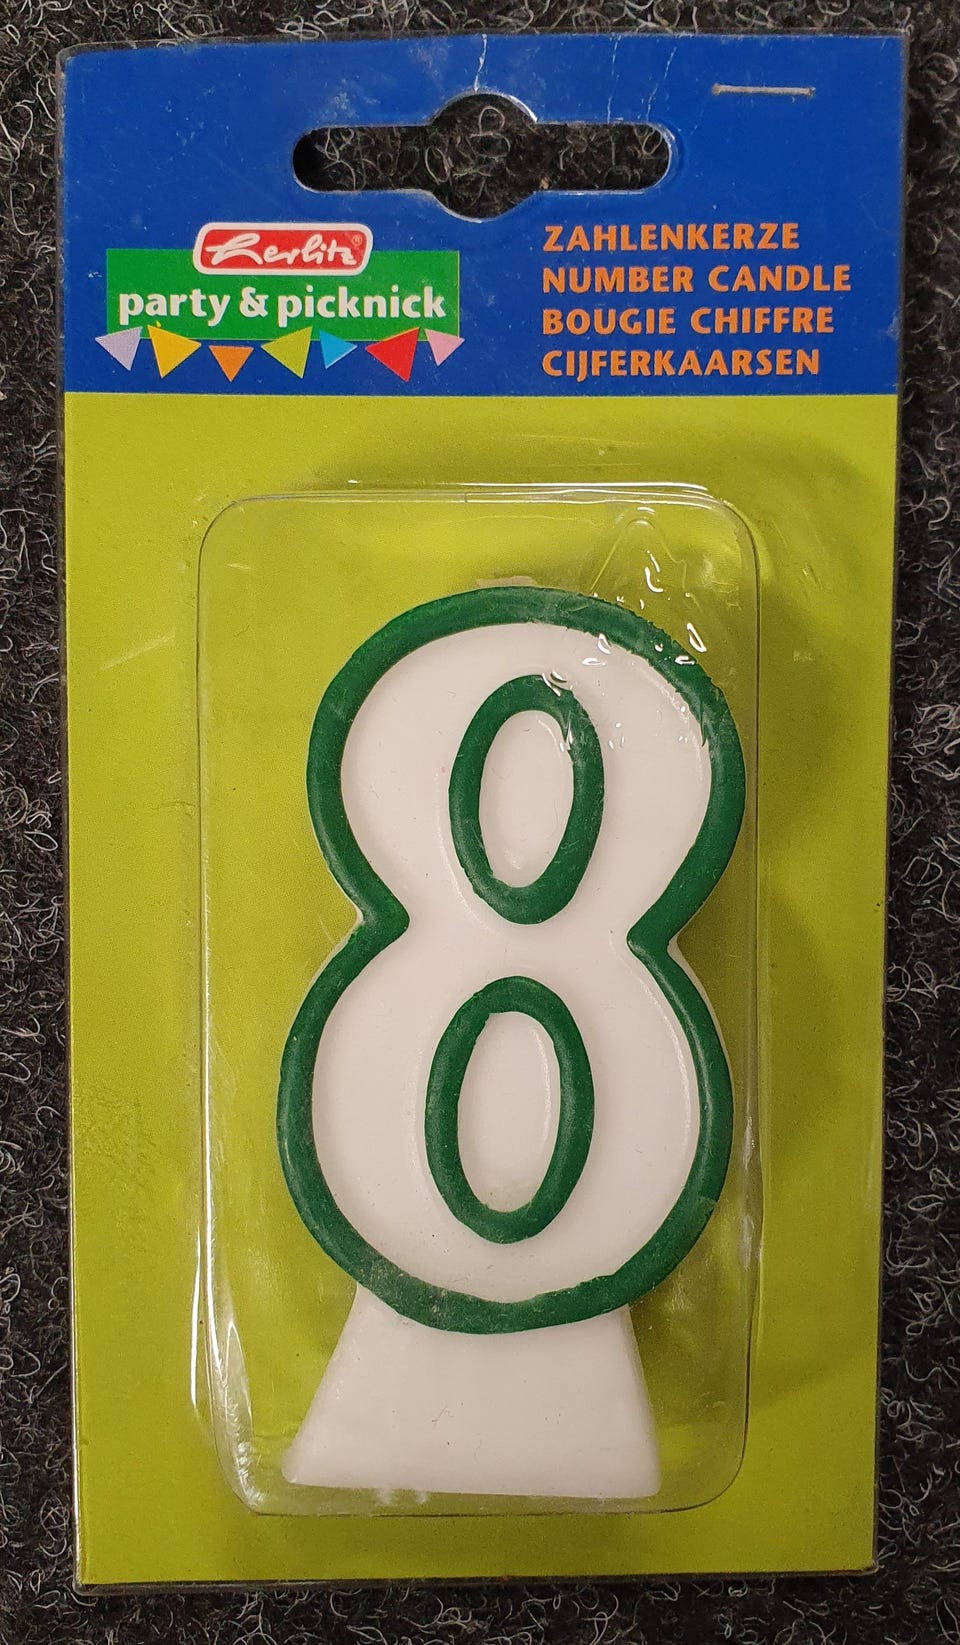 Herlitz®
party & picknick
ZAHLENKERZE
NUMBER CANDLE
BOUGIE CHIFFRE
CIJFERKAARSEN
8